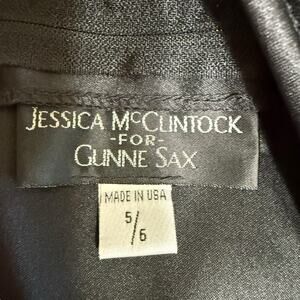 JESSICA MCCLINTOCK
-FOR-
GUNNE SAX
MADE IN USA
5/6